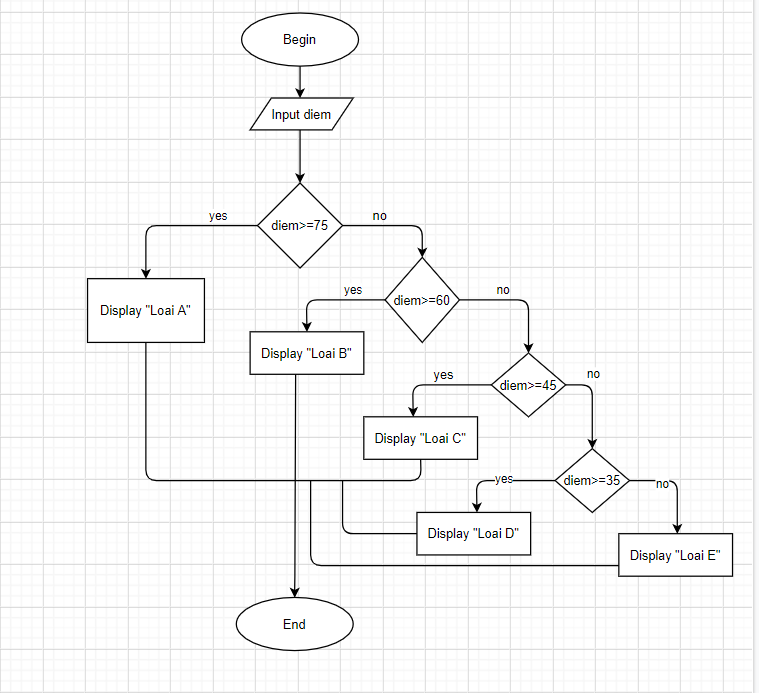 Begin
Input diem
yes
diem>=75
no
Display "Loai A"
yes
diem>=60
no
Display "Loai B"
yes
diem>=45
no
Display "Loai C"
yes
diem>=35
no
Display "Loai D"
Display "Loai E"
End